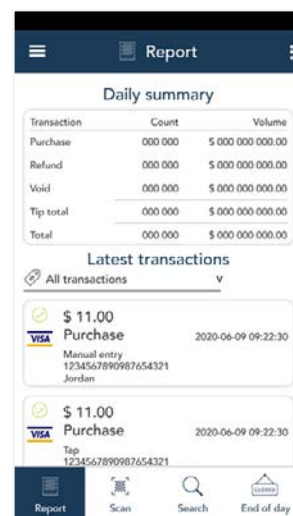 Report
Daily summary
Transaction Count Volume
Purchase 000 000 $ 000 000 000.00
Refund 000 000 $ 000 000 000.00
Void 000 000 $ 000 000 000.00
Tip total 000 000 $ 000 000 000.00
Total 000 000 $ 000 000 000.00
Latest transactions
All transactions v
$ 11.00
VISA Purchase 2020-06-09 09:22:30
Manual entry
1234567890987654321
Jordan
$ 11.00
VISA Purchase 2020-06-09 09:22:30
Tap
1234567890987654321
CLOSED
Report Scan Search End of day